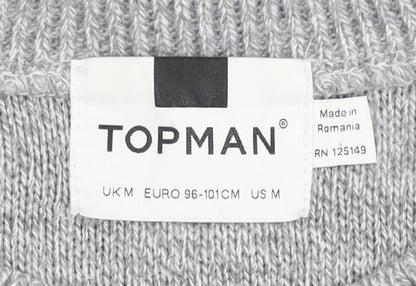 TOPMAN®
UK M EURO 96-101CM US M
Made in
Romania
RN 125149